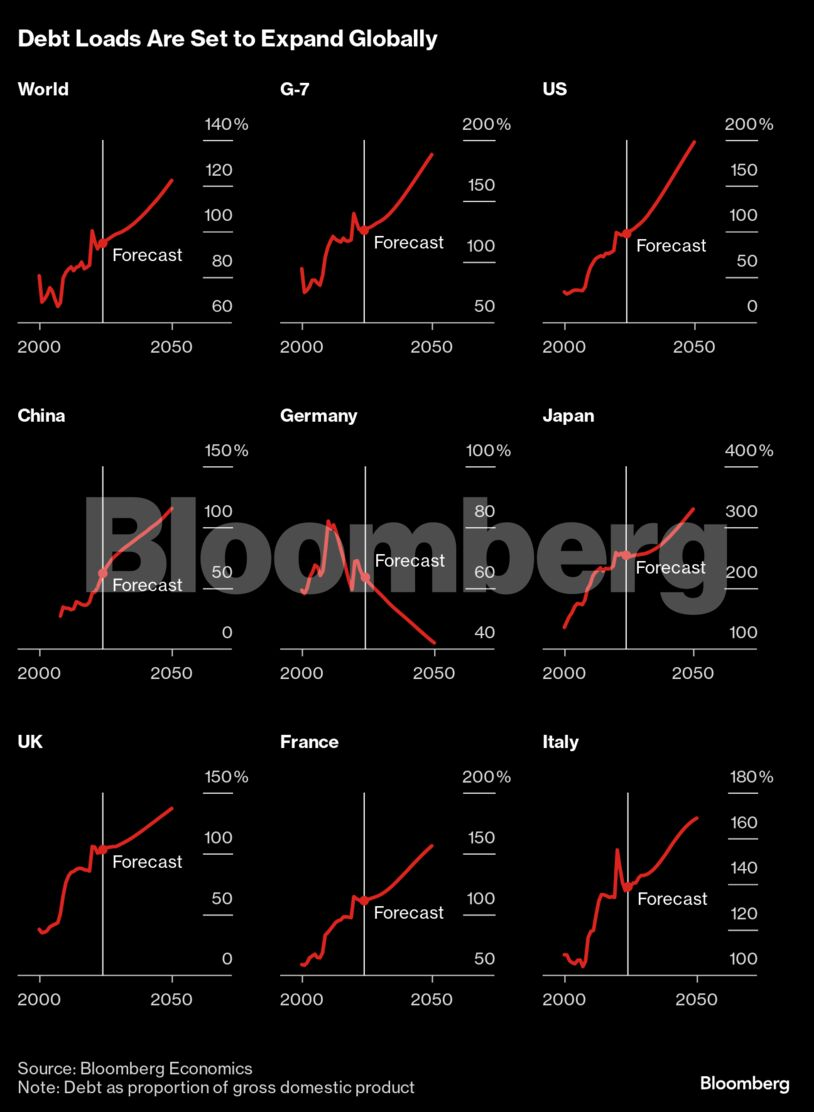 Debt Loads Are Set to Expand Globally
World
G-7
US
140%
120
100
80
60
Forecast
2000
2050
200%
150
100
50
Forecast
2000
2050
200%
150
100
50
0
Forecast
2000
2050
China
Germany
Japan
150%
100
50
0
Forecast
2000
2050
100%
80
60
40
Forecast
2000
2050
400%
300
200
100
Forecast
2000
2050
Bloomberg
UK
France
Italy
150%
100
50
0
Forecast
2000
2050
200%
150
100
50
Forecast
2000
2050
180%
160
140
120
100
Forecast
2000
2050
Source: Bloomberg Economics
Note: Debt as proportion of gross domestic product
Bloomberg